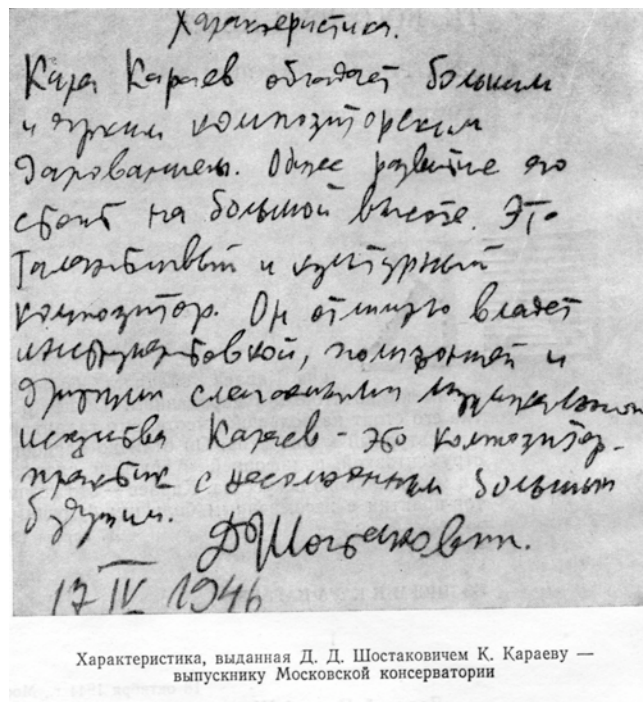 Характеристика.
Кара Караев обладает большим
и ярким композиторским
дарованием. Общее развитие его
стоит на большой высоте. Это
талантливый и культурный
композитор. Он отлично владеет
инструментовкой, полифонией и
другими слагаемыми музыкального
искусства Караев – это композитор-
практик с несомненным большим
будущим.
Д Шостакович.
17 IV 1946
Характеристика, выданная Д. Д. Шостаковичем К. Караеву —
выпускнику Московской консерватории